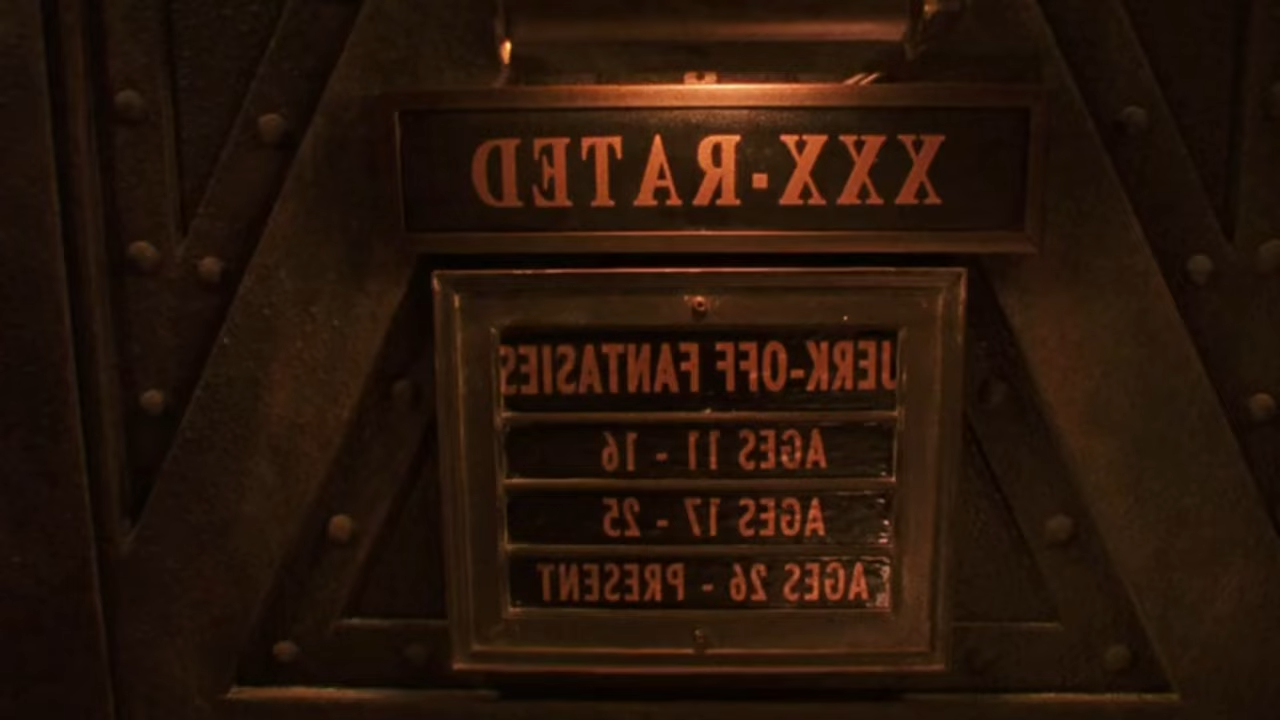 XXX·RATED
JERK-OFF FANTASIES
AGES 11 - 16
AGES 17 - 25
AGES 26 - PRESENT